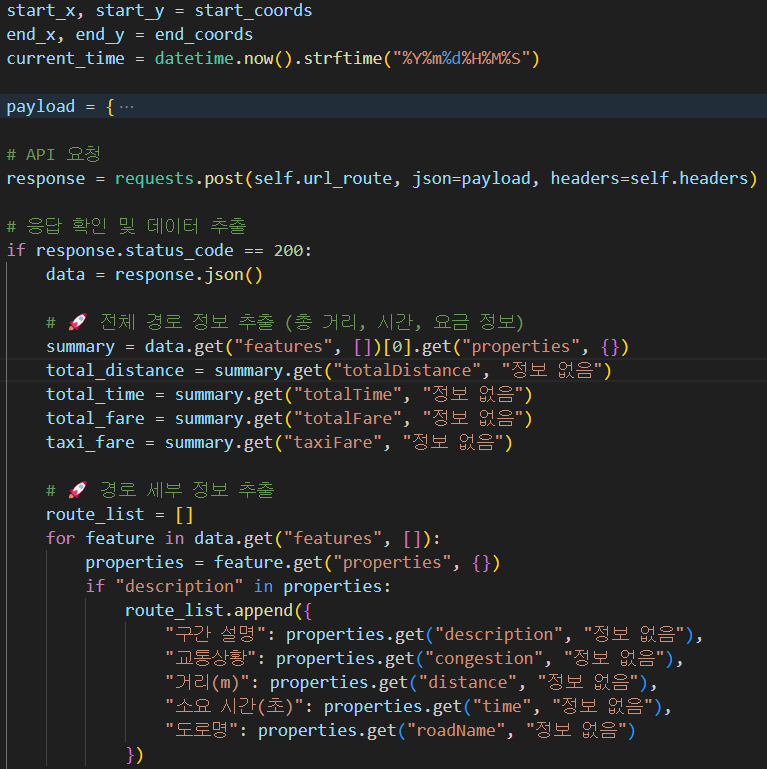 start_x, start_y = start_coords
end_x, end_y = end_coords
current_time = datetime.now().strftime("%Y%m%d%H%M%S")
payload = {···
# API 요청
response = requests.post(self.url_route, json=payload, headers=self.headers)
# 응답 확인 및 데이터 추출
if response.status_code == 200:
    data = response.json()
    # 🚀 전체 경로 정보 추출 (총 거리, 시간, 요금 정보)
    summary = data.get("features", [])[0].get("properties", {})
    total_distance = summary.get("totalDistance", "정보 없음")
    total_time = summary.get("totalTime", "정보 없음")
    total_fare = summary.get("totalFare", "정보 없음")
    taxi_fare = summary.get("taxiFare", "정보 없음")
    # 🚀 경로 세부 정보 추출
    route_list = []
    for feature in data.get("features", []):
        properties = feature.get("properties", {})
        if "description" in properties:
            route_list.append({
                "구간 설명": properties.get("description", "정보 없음"),
                "교통상황": properties.get("congestion", "정보 없음"),
                "거리(m)": properties.get("distance", "정보 없음"),
                "소요 시간(초)": properties.get("time", "정보 없음"),
                "도로명": properties.get("roadName", "정보 없음")
            })